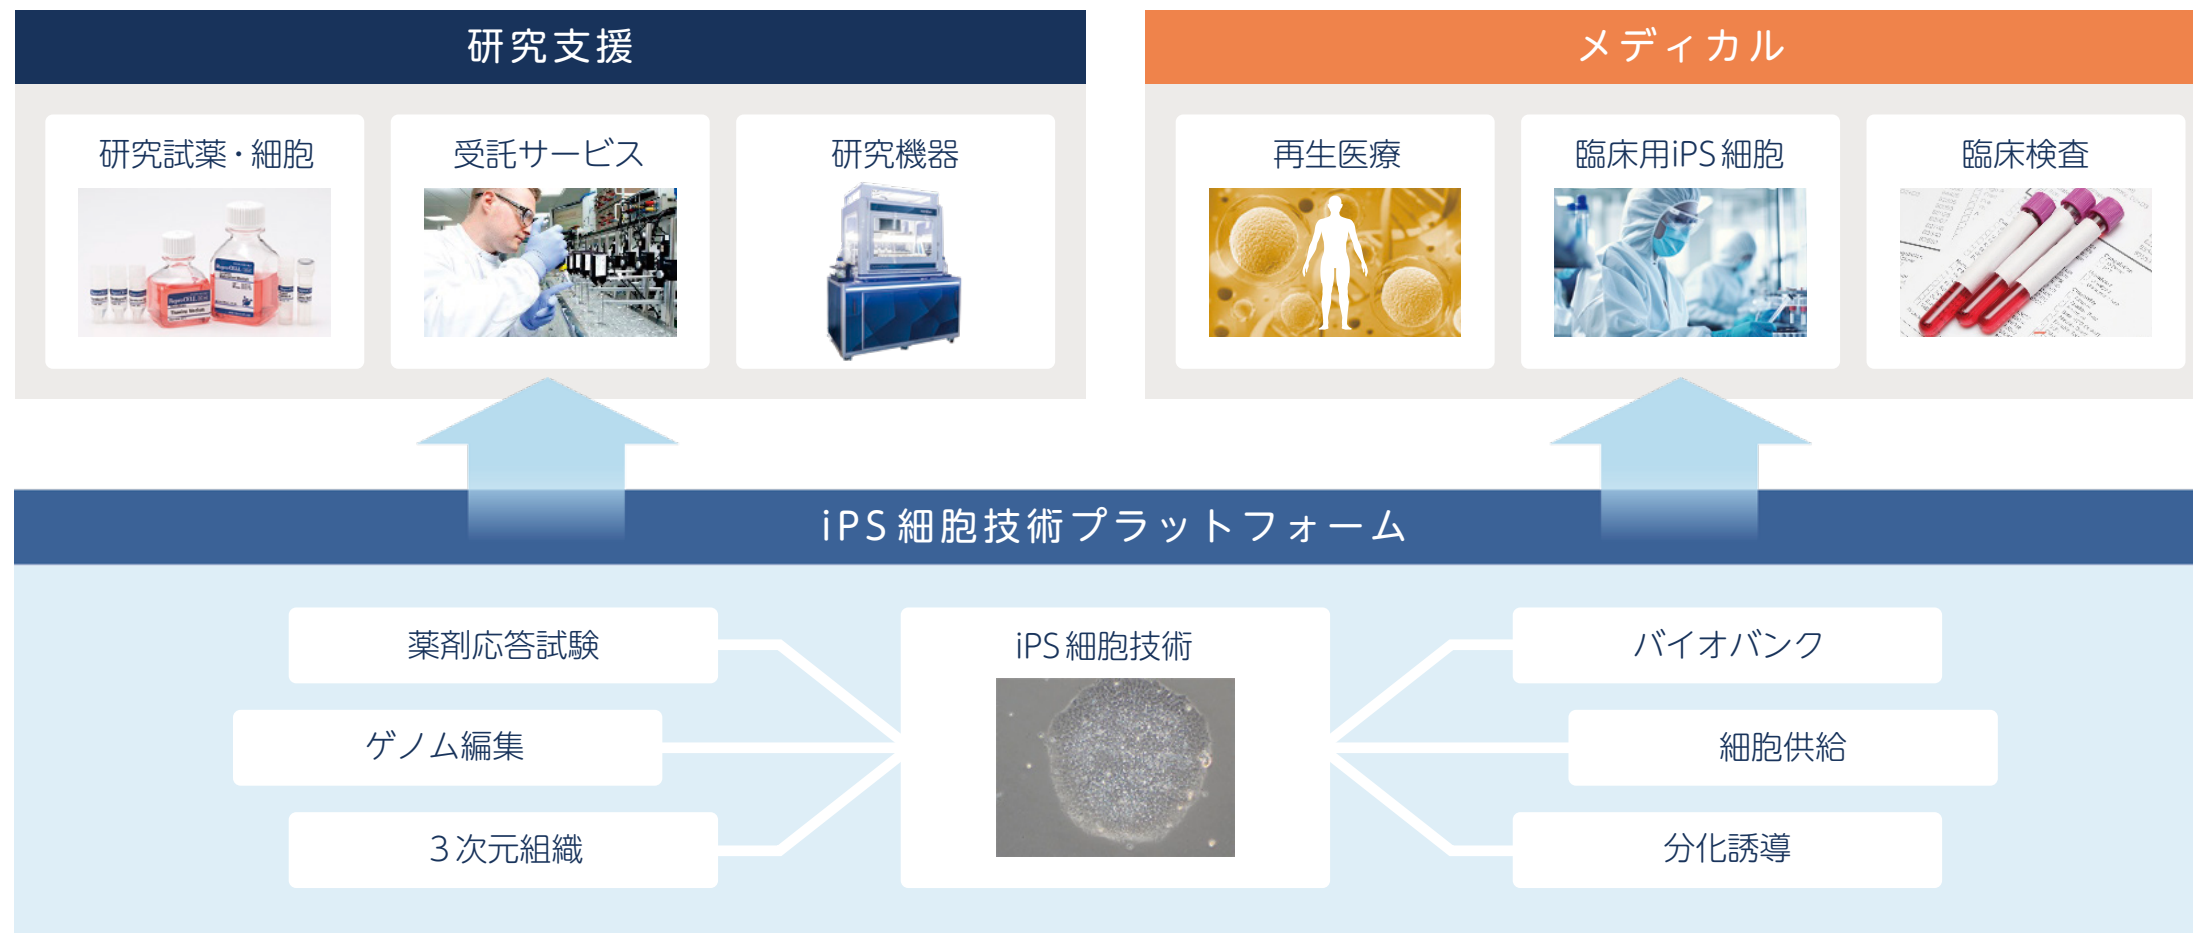 研究支援
メディカル
研究試薬・細胞
受託サービス
研究機器
再生医療
臨床用iPS細胞
臨床検査
ReproCELL
ReproCELL
iPS細胞技術プラットフォーム
薬剤応答試験
iPS細胞技術
バイオバンク
ゲノム編集
細胞供給
3次元組織
分化誘導